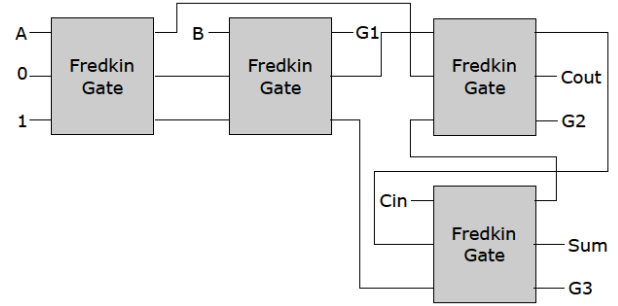 A
0
1
Fredkin
Gate
B
Fredkin
Gate
G1
Fredkin
Gate
Cout
G2
Cin
Fredkin
Gate
Sum
G3